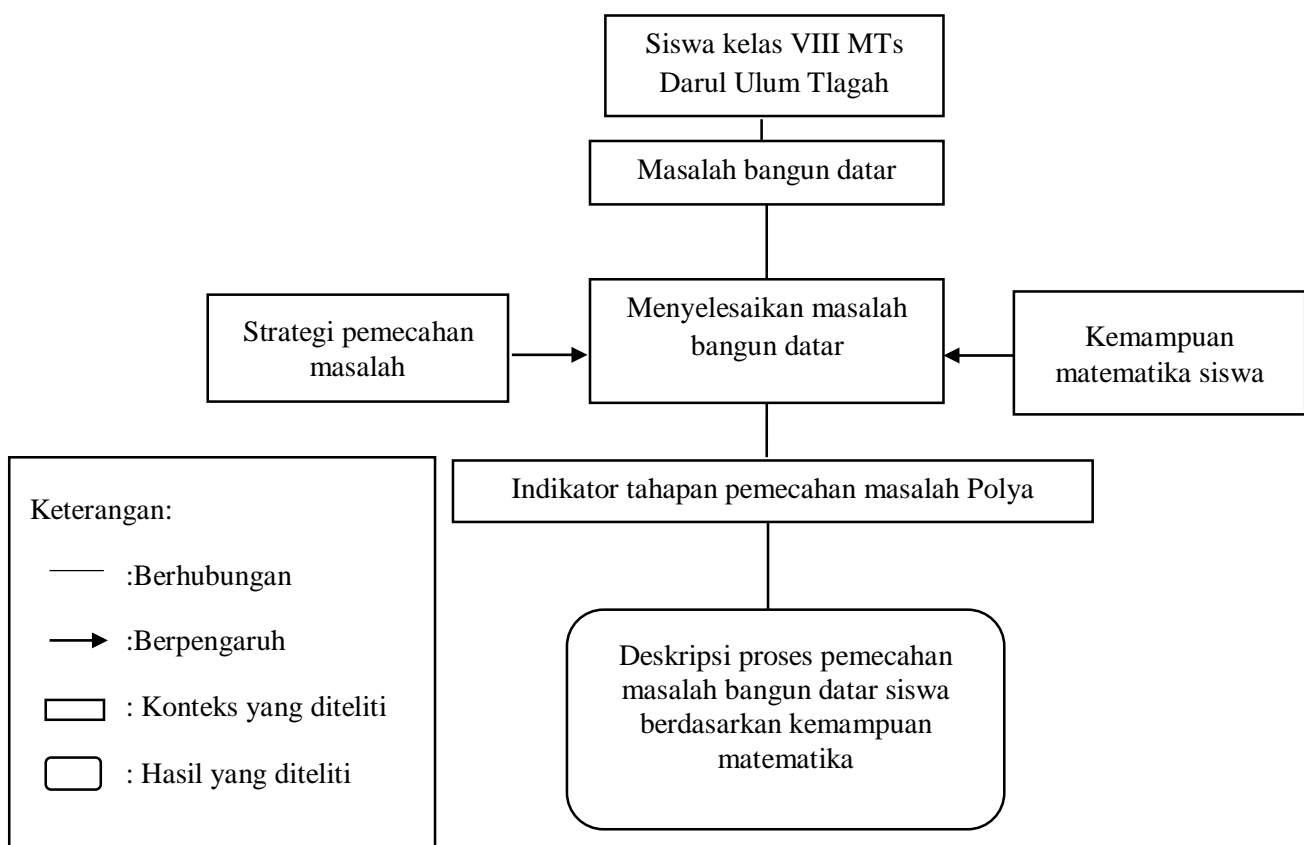 Siswa kelas VIII MTs
Darul Ulum Tlagah
Masalah bangun datar
Strategi pemecahan
masalah
Menyelesaikan masalah
bangun datar
Kemampuan
matematika siswa
Indikator tahapan pemecahan masalah Polya
Keterangan:
:Berhubungan
:Berpengaruh
: Konteks yang diteliti
: Hasil yang diteliti
Deskripsi proses pemecahan
masalah bangun datar siswa
berdasarkan kemampuan
matematika